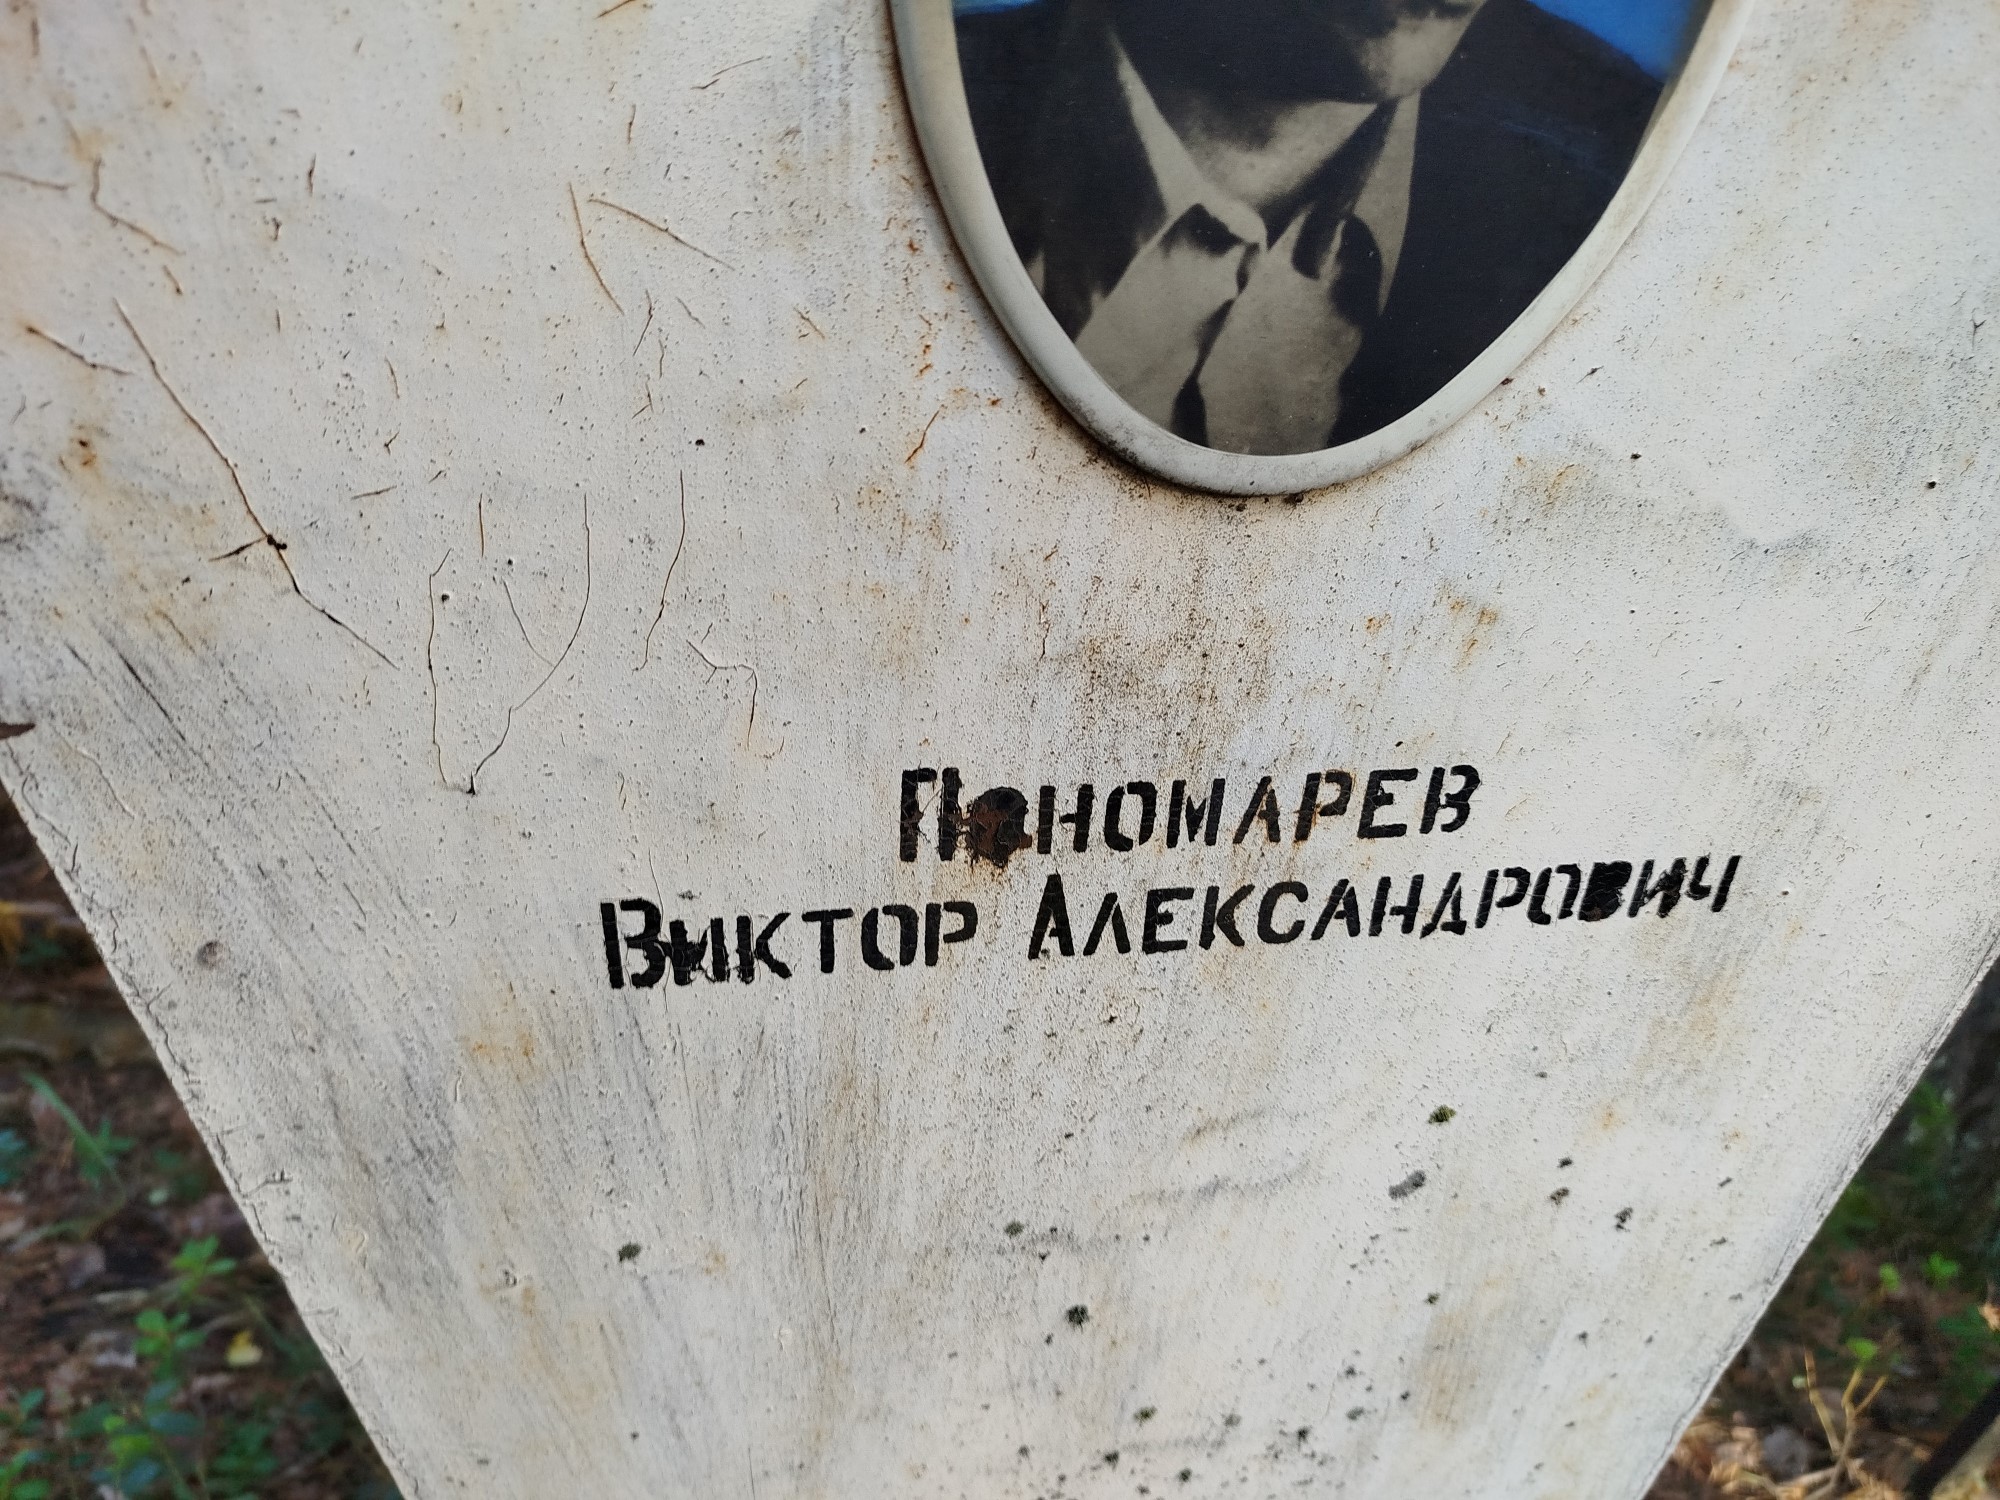 Пономарев
Виктор Александрович